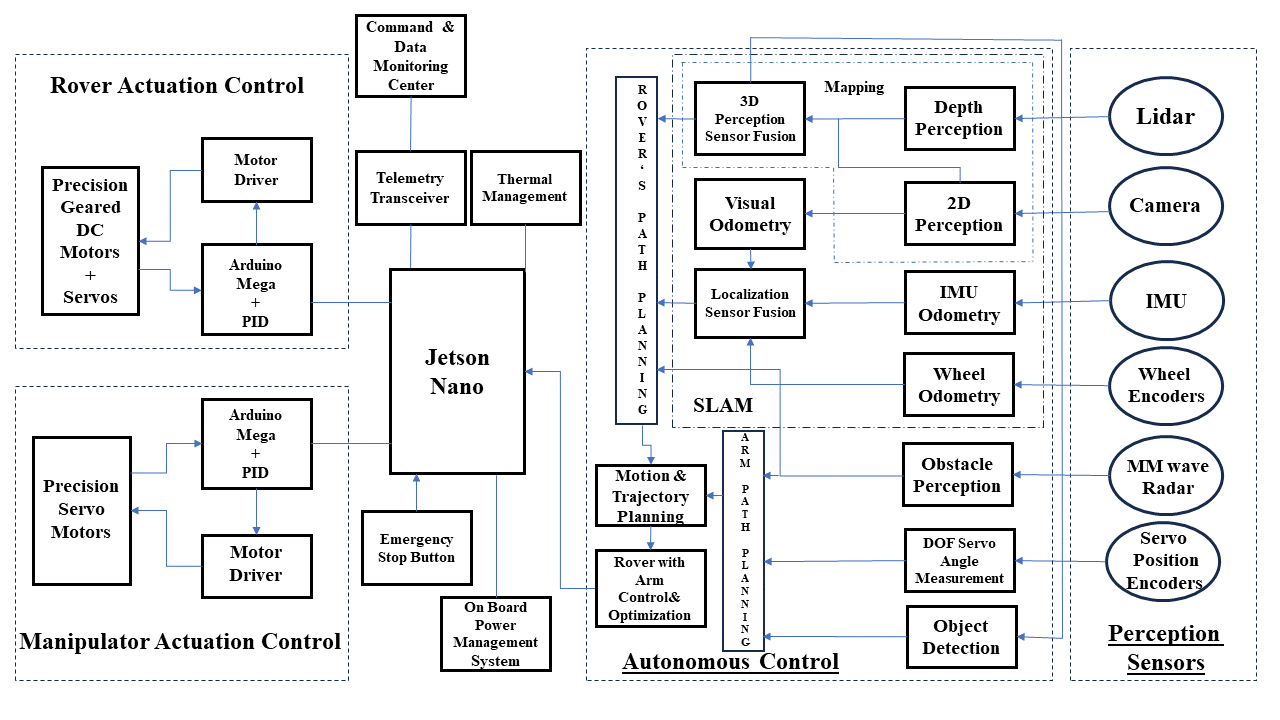 Rover Actuation Control
Motor
Driver
Precision
Geared
DC
Motors
+
Servos
Arduino
Mega
+
PID
Arduino
Mega
+
PID
Precision
Servo
Motors
Motor
Driver
Manipulator Actuation Control
Command &
Data
Monitoring
Center
Telemetry
Transceiver
Thermal
Management
Jetson
Nano
Emergency
Stop Button
On Board
Power
Management
System
ROVER‘S PATH PLANNING
3D
Perception
Sensor Fusion
Mapping
Depth
Perception
Visual
Odometry
2D
Perception
Localization
Sensor Fusion
IMU
Odometry
Wheel
Odometry
SLAM
ARM PATH PLANNING
Motion &
Trajectory
Planning
Rover with
Arm
Control&
Optimization
Obstacle
Perception
DOF Servo
Angle
Measurement
Object
Detection
Autonomous Control
Lidar
Camera
IMU
Wheel
Encoders
MM wave
Radar
Servo
Position
Encoders
Perception
Sensors